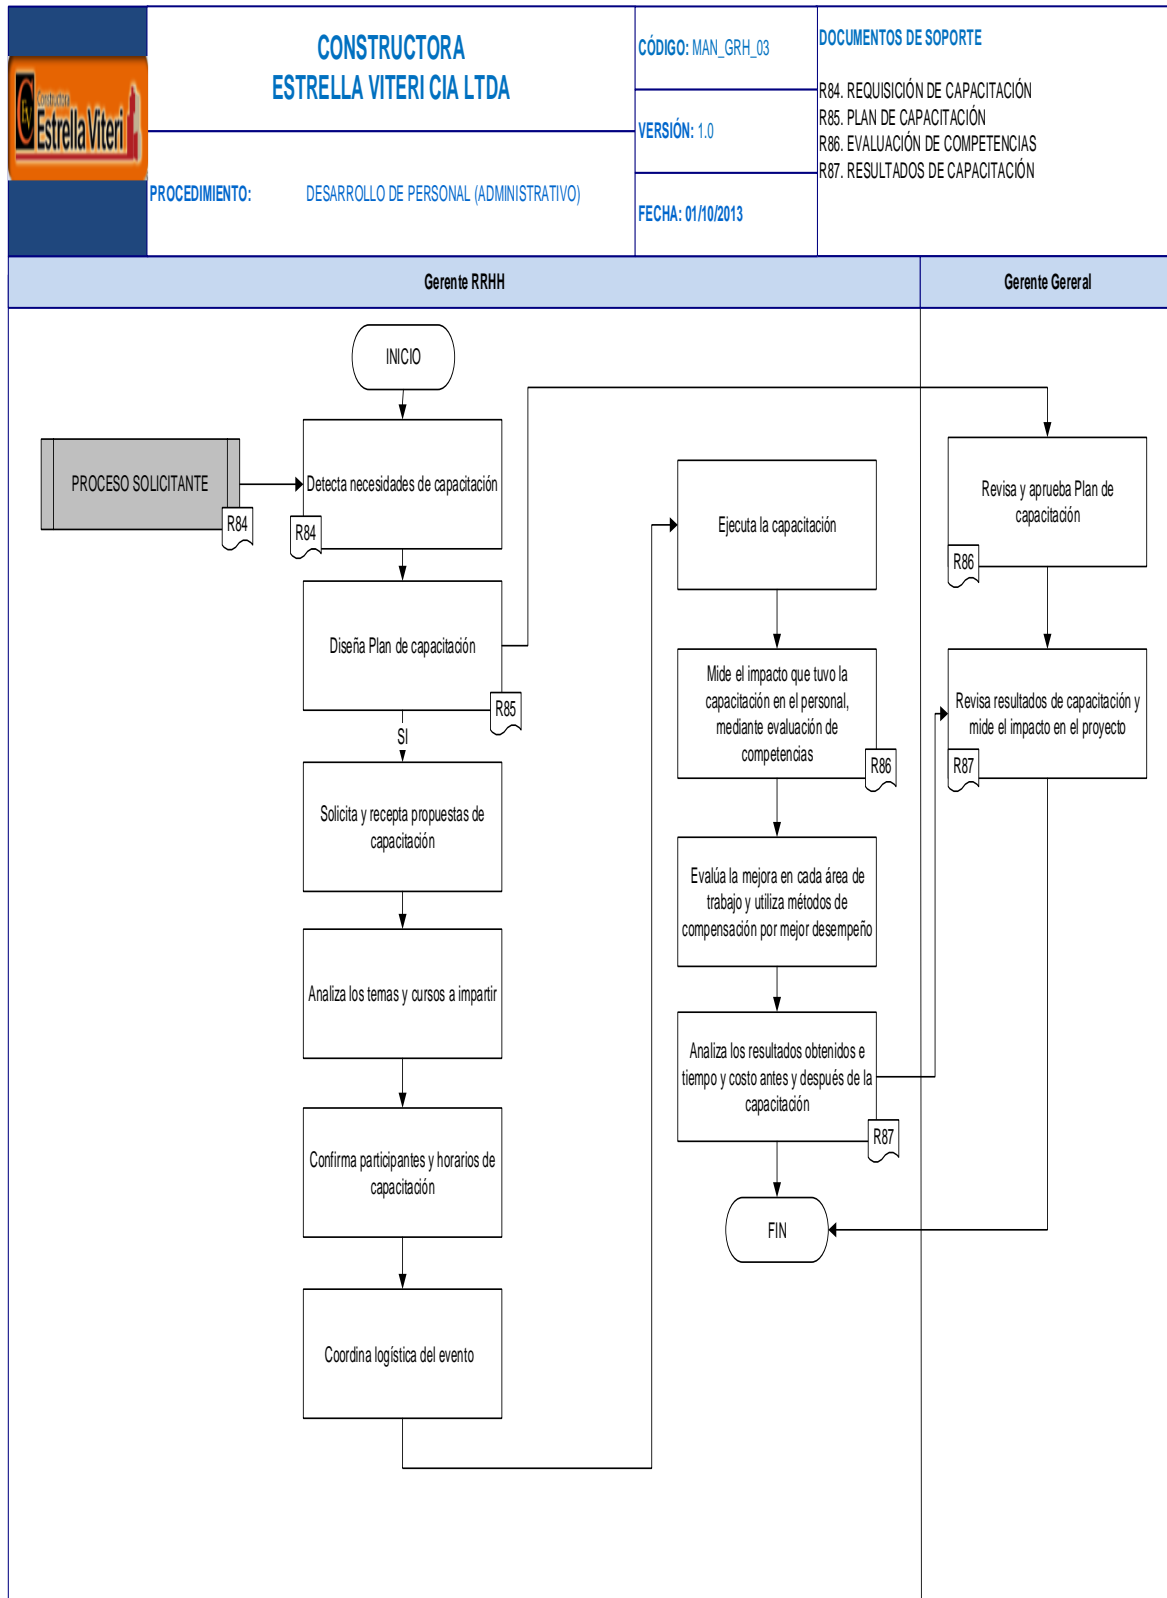 CONSTRUCTORA
ESTRELLA VITERI CIA LTDA
Constructora
EV
Estrella Viteri
PROCEDIMIENTO: DESARROLLO DE PERSONAL (ADMINISTRATIVO)
CÓDIGO: MAN_GRH_03
VERSIÓN: 1.0
FECHA: 01/10/2013
DOCUMENTOS DE SOPORTE
R84. REQUISICIÓN DE CAPACITACIÓN
R85. PLAN DE CAPACITACIÓN
R86. EVALUACIÓN DE COMPETENCIAS
R87. RESULTADOS DE CAPACITACIÓN
Gerente RRHH
Gerente Gereral
INICIO
PROCESO SOLICITANTE
R84
Detecta necesidades de capacitación
R84
Diseña Plan de capacitación
R85
SI
Solicita y recepta propuestas de
capacitación
Analiza los temas y cursos a impartir
Confirma participantes y horarios de
capacitación
Coordina logística del evento
Ejecuta la capacitación
Mide el impacto que tuvo la
capacitación en el personal,
mediante evaluación de
competencias
R86
Evalúa la mejora en cada área de
trabajo y utiliza métodos de
compensación por mejor desempeño
Analiza los resultados obtenidos e
tiempo y costo antes y después de la
capacitación
R87
FIN
Revisa y aprueba Plan de
capacitación
R86
Revisa resultados de capacitación y
mide el impacto en el proyecto
R87